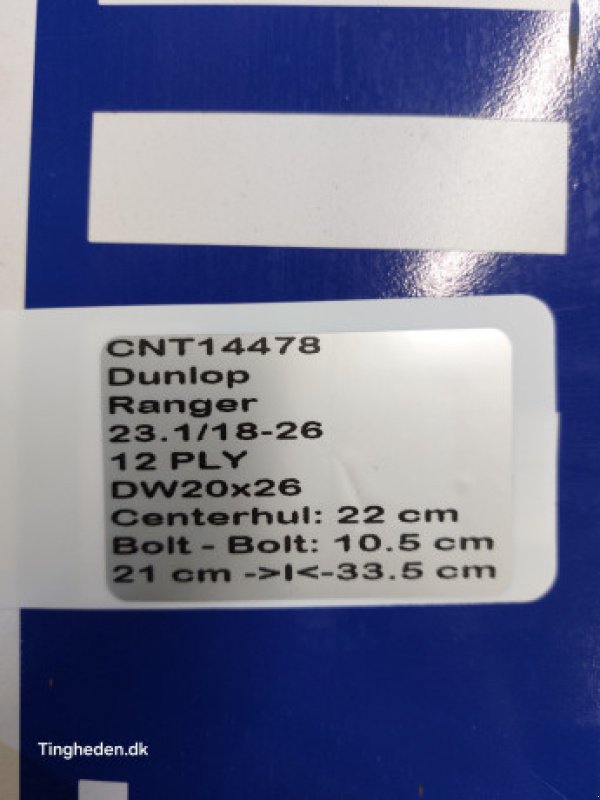 CNT14478
Dunlop
Ranger
23.1/18-26
12 PLY
DW20x26
Centerhul: 22 cm
Bolt - Bolt: 10.5 cm
21 cm ->I<-33.5 cm
Tingheden.dk